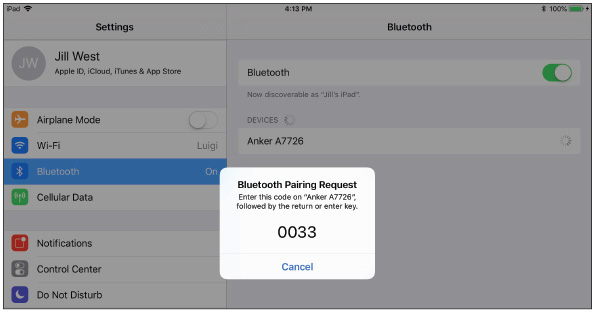 iPad
4:13 PM
100%
Settings
Bluetooth
JW
Jill West
Apple ID, iCloud, iTunes & App Store
Airplane Mode
Wi-Fi
Luigi
Bluetooth
On
Cellular Data
Notifications
Control Center
Do Not Disturb
Bluetooth
Now discoverable as “Jill’s iPad”.
DEVICES
Anker A7726
Bluetooth Pairing Request
Enter this code on “Anker A7726”,
followed by the return or enter key.
0033
Cancel